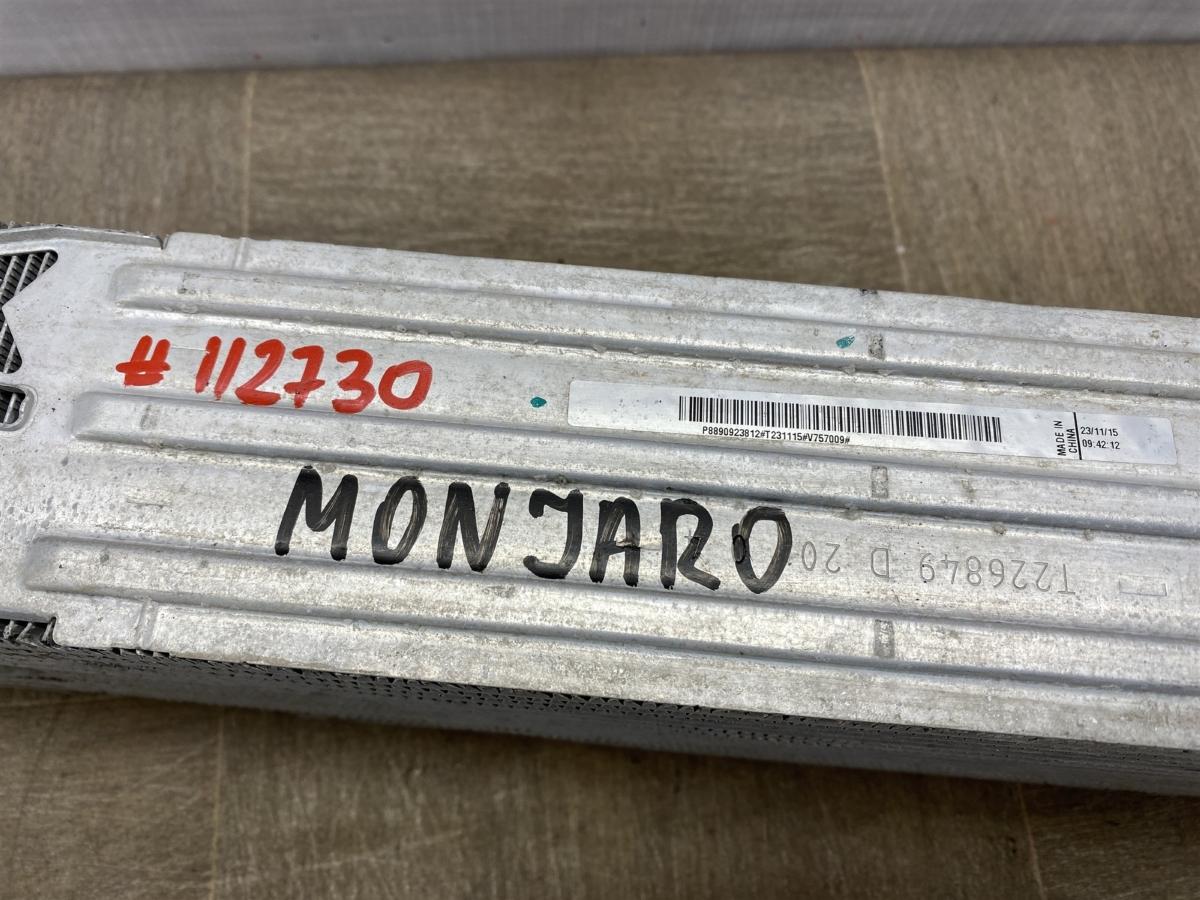 #112730
P8890923812#T231115#V757009#
MADE IN
CHINA
23/11/15
09:42:12
MONJARO
T226849 D 20